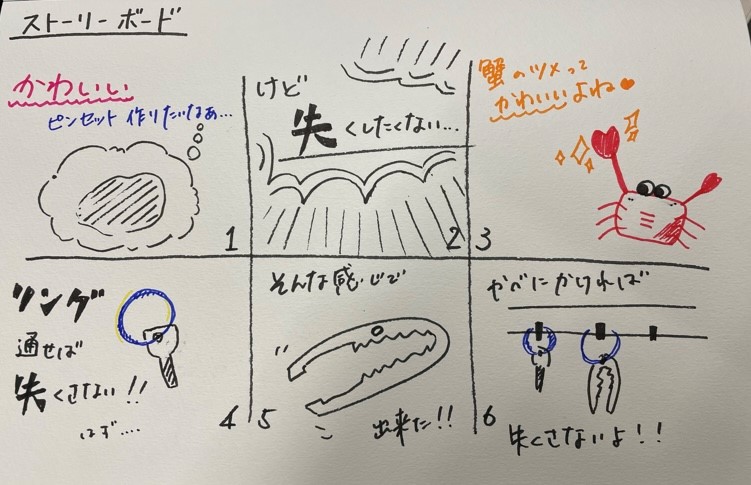 ストーリーボード
かわいい
ピンセット 作りたいなぁ...
1
けど
失くしたくない...
2
蟹のツメって
かわいいよね♥
3
リング
通せば
失くさない!!
はず....
4
そんな感じで
出来た!!
5
かべにかければ
失くさないよ!!
6